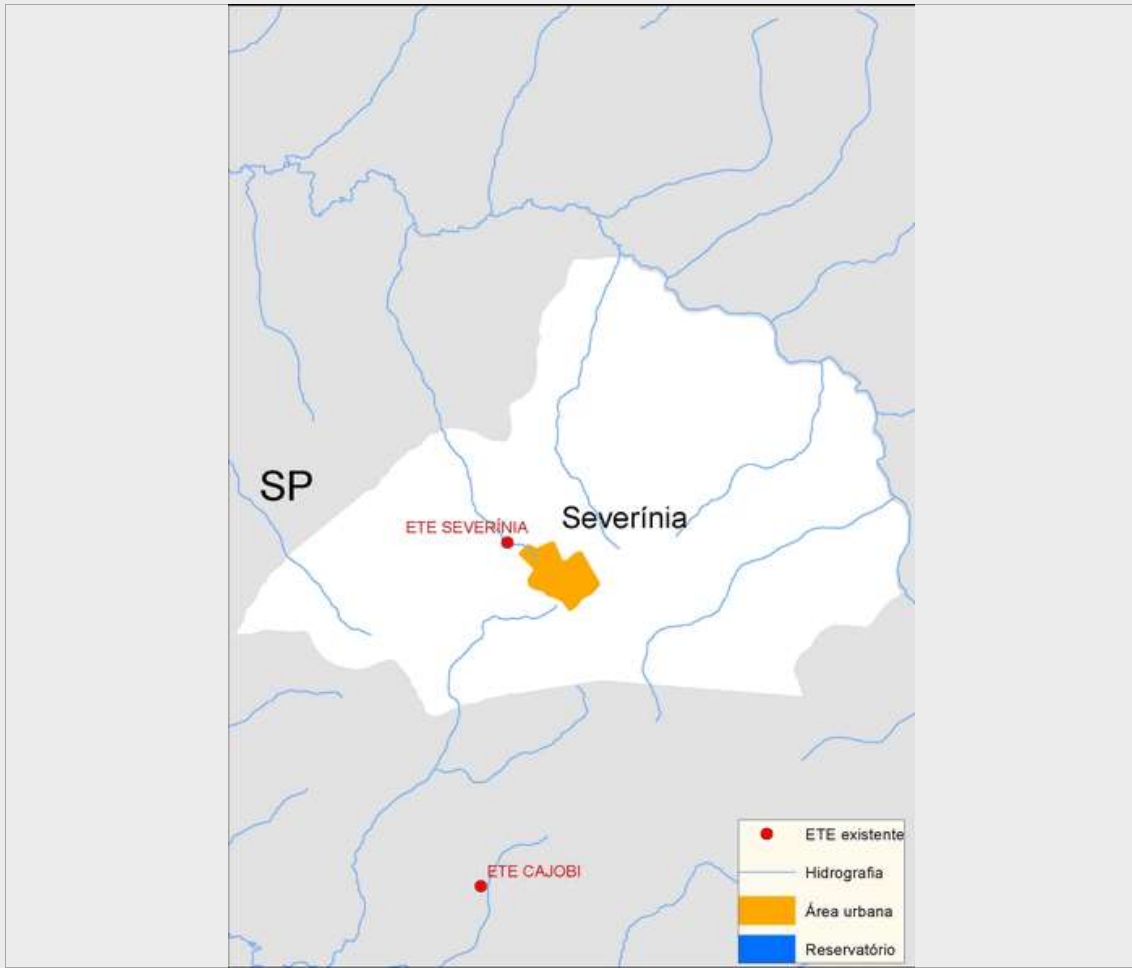 SP
Severínia
ETE SEVERÍNIA
ETE CAJOBI
ETE existente
Hidrografia
Área urbana
Reservatório